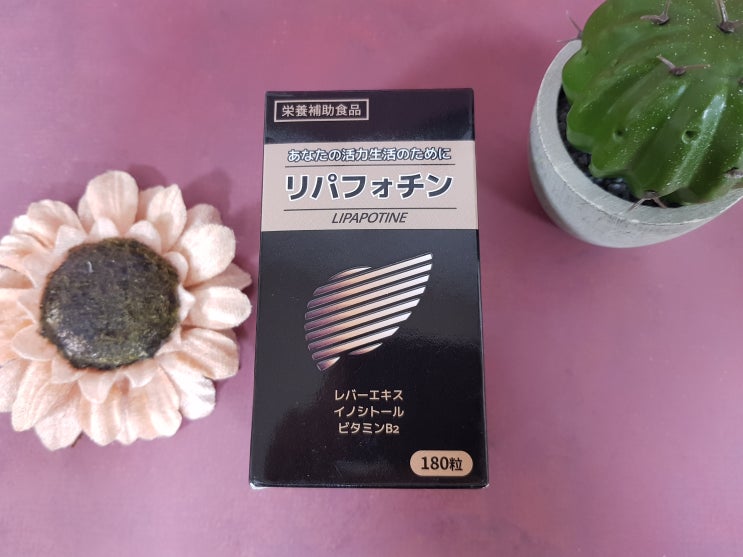 栄養補助食品
あなたの活力生活のために
リパフォチン
LIPAPOTINE
レバーエキス
イノシトール
ビタミンB2
180粒